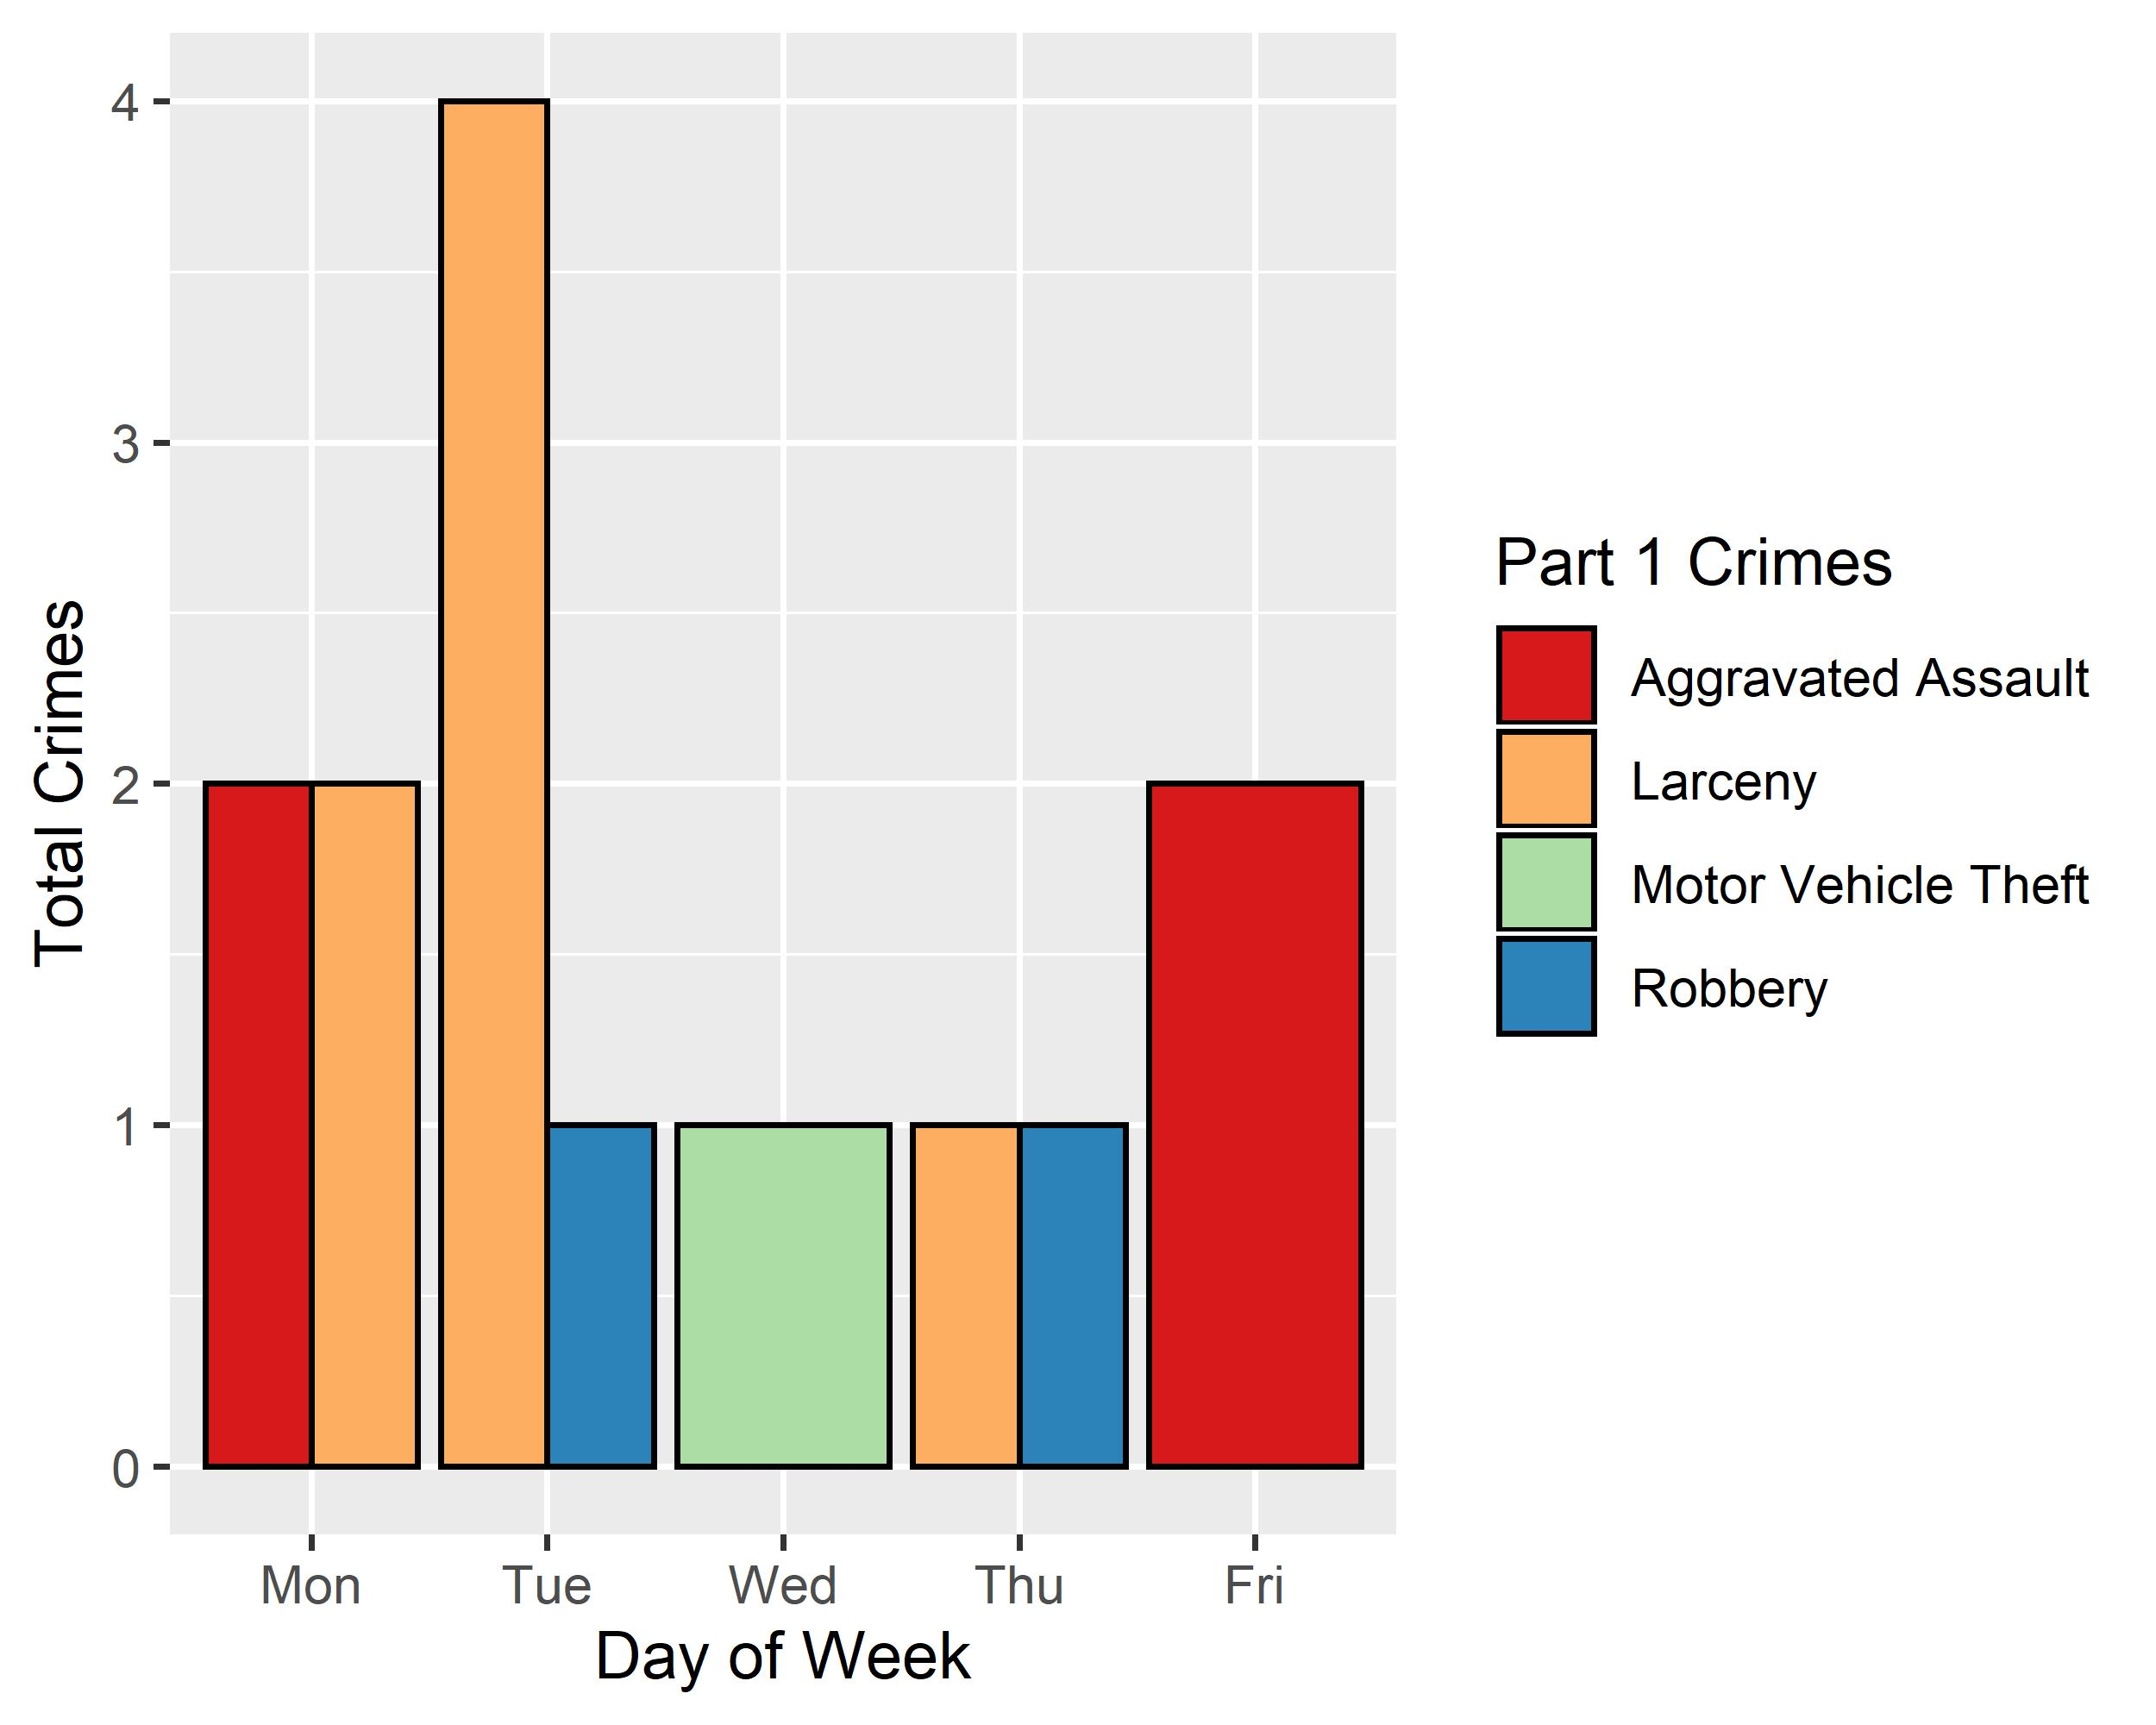 4
3
2
1
0
Total Crimes
Mon Tue Wed Thu Fri
Day of Week
Part 1 Crimes
Aggravated Assault
Larceny
Motor Vehicle Theft
Robbery